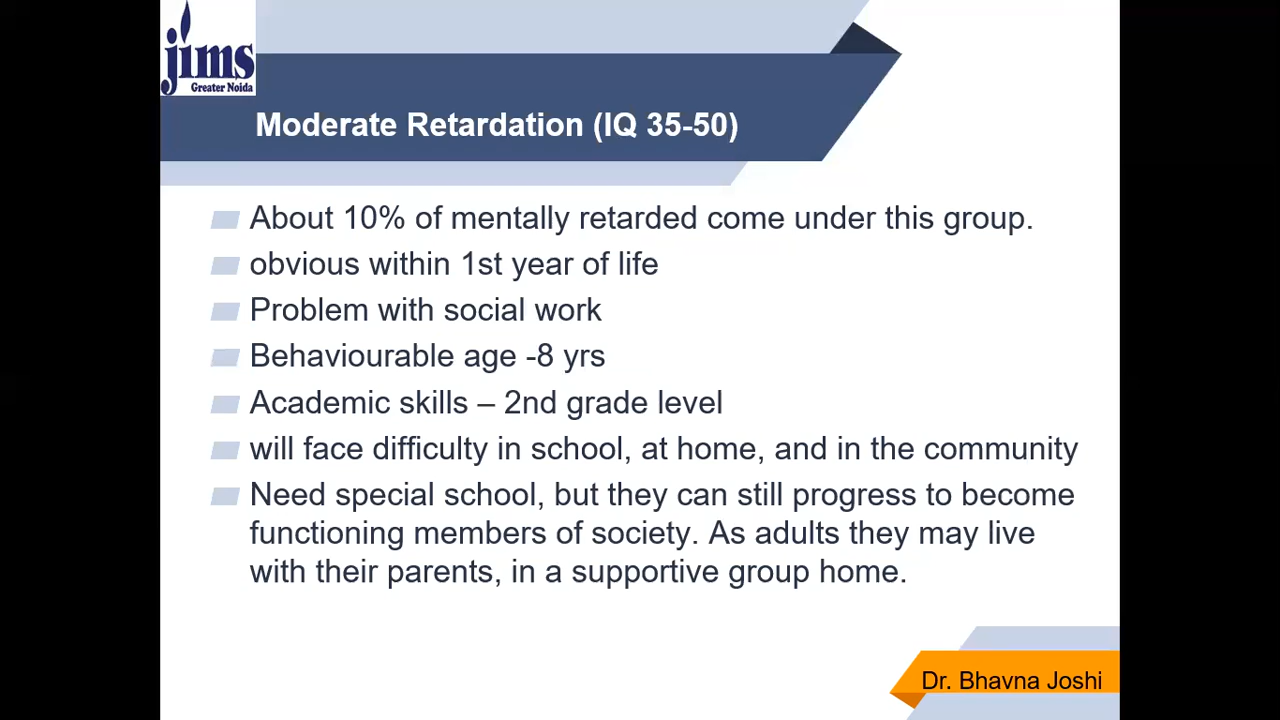 jims
Greater Noida
Moderate Retardation (IQ 35-50)
About 10% of mentally retarded come under this group.
obvious within 1st year of life
Problem with social work
Behaviourable age -8 yrs
Academic skills – 2nd grade level
will face difficulty in school, at home, and in the community
Need special school, but they can still progress to become
functioning members of society. As adults they may live
with their parents, in a supportive group home.
Dr. Bhavna Joshi